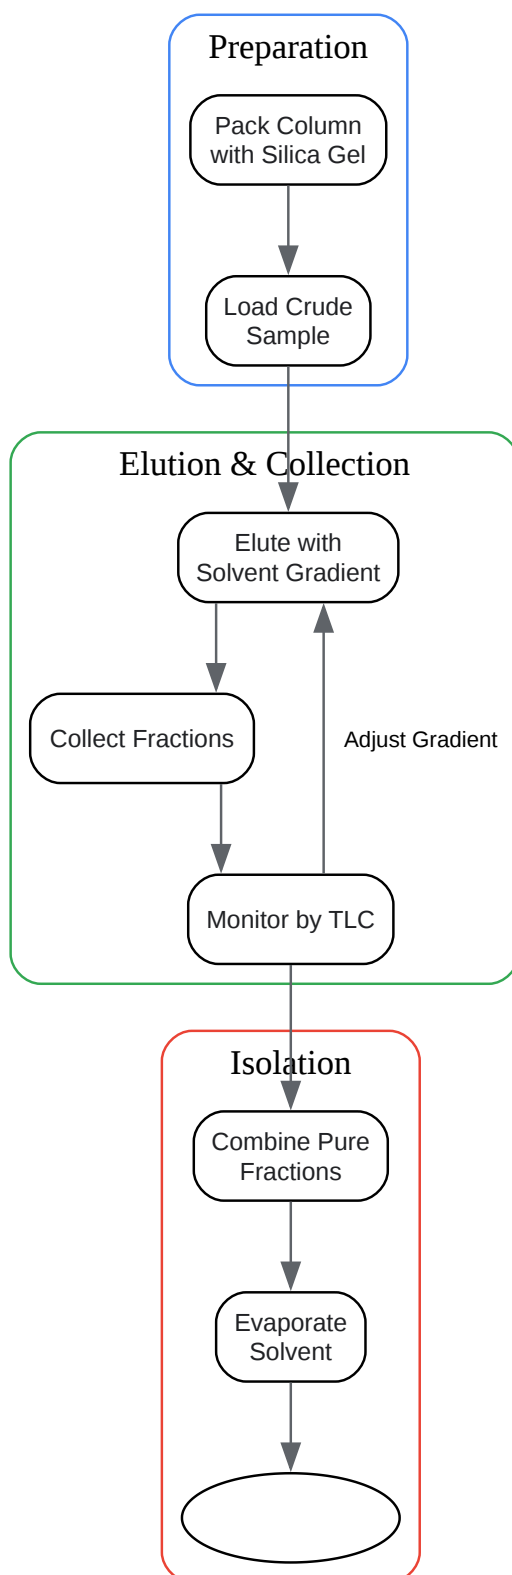 Preparation
Pack Column
with Silica Gel
Load Crude
Sample
Elution & Collection
Elute with
Solvent Gradient
Collect Fractions
Adjust Gradient
Monitor by TLC
Isolation
Combine Pure
Fractions
Evaporate
Solvent